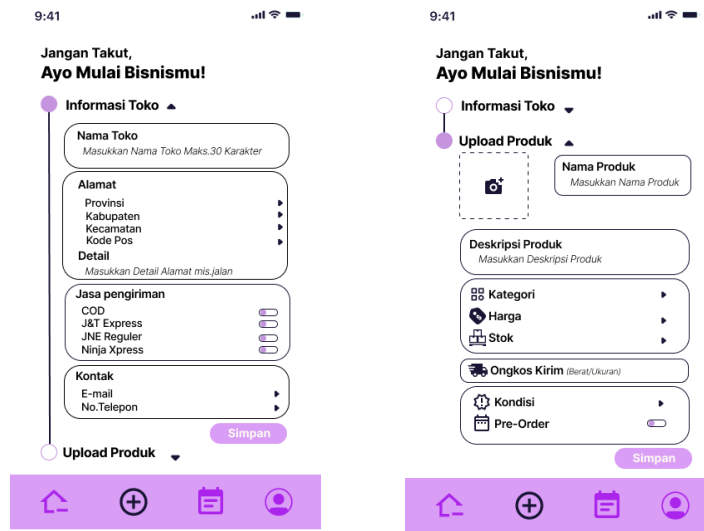 9:41
Jangan Takut,
Ayo Mulai Bisnismu!
Informasi Toko
Nama Toko
Masukkan Nama Toko Maks.30 Karakter
Alamat
Provinsi
Kabupaten
Kecamatan
Kode Pos
Detail
Masukkan Detail Alamat mis.jalan
Jasa pengiriman
COD
J&T Express
JNE Reguler
Ninja Xpress
Kontak
E-mail
No.Telepon
Simpan
Upload Produk
9:41
Jangan Takut,
Ayo Mulai Bisnismu!
Informasi Toko
Upload Produk
Nama Produk
Masukkan Nama Produk
Deskripsi Produk
Masukkan Deskripsi Produk
Kategori
Harga
Stok
Ongkos Kirim (Berat/Ukuran)
Kondisi
Pre-Order
Simpan